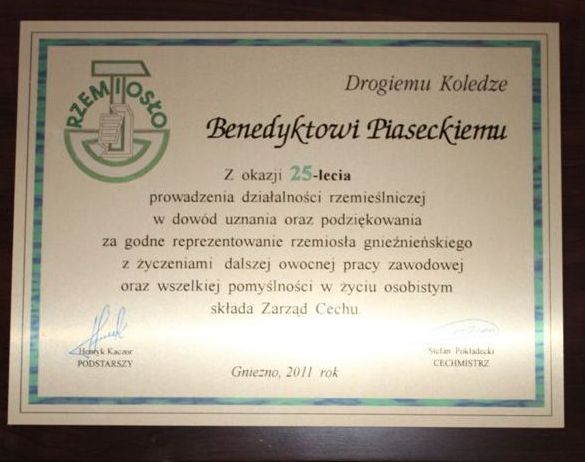 RZEMIOSŁO
Drogiemu Koledze
Benedyktowi Piaseckiemu
Z okazji 25-lecia
prowadzenia działalności rzemieślniczej
w dowód uznania oraz podziękowania
za godne reprezentowanie rzemiosła gnieźnieńskiego
z życzeniami dalszej owocnej pracy zawodowej
oraz wszelkiej pomyślności w życiu osobistym
składa Zarząd Cechu.
Henryk Kaczor
PODSTARSZY
Stefan Pokładecki
CECHMISTRZ
Gniezno, 2011 rok